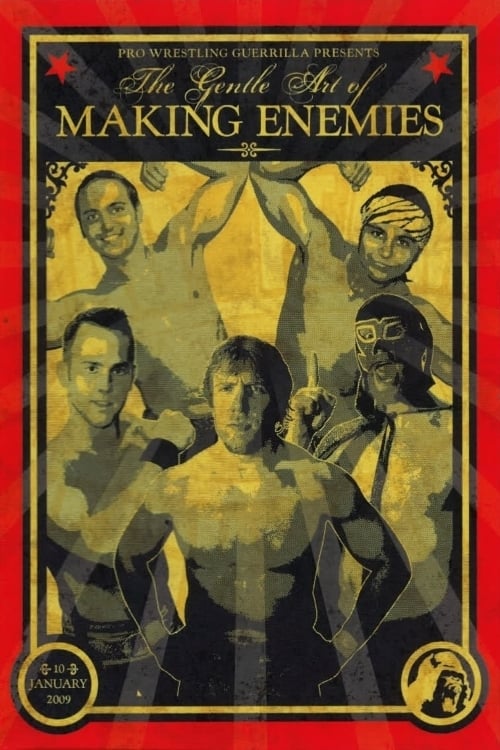 PRO WRESTLING GUERRILLA PRESENTS
The Gentle Art of
MAKING ENEMIES
10
JANUARY
2009